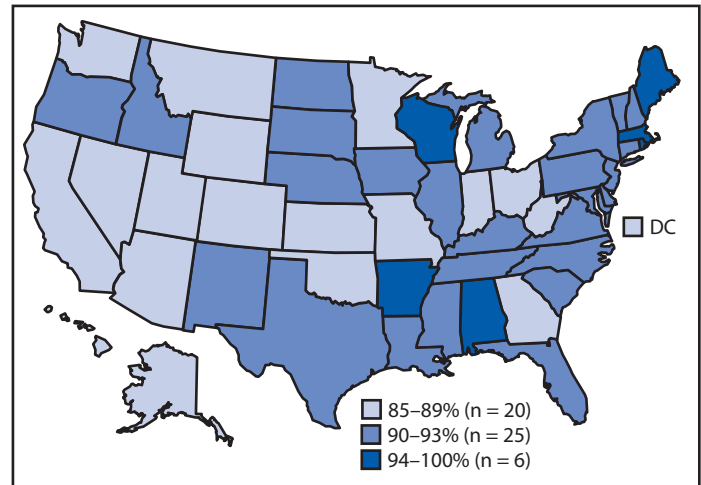 DC
85–89% (n = 20)
90–93% (n = 25)
94–100% (n = 6)